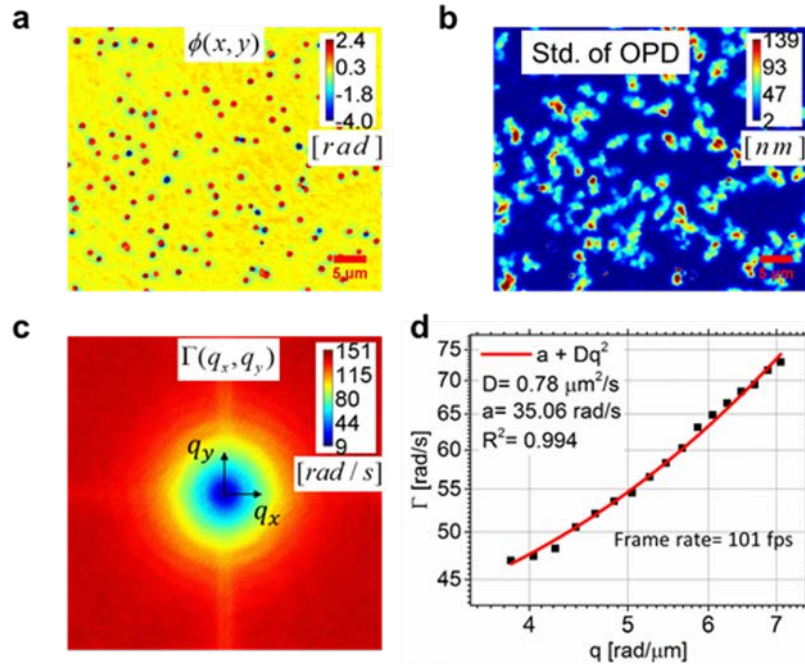 a
ϕ(x, y)
2.4
0.3
-1.8
-4.0
[rad]
5 µm
b
Std. of OPD
139
93
47
2
[nm]
5 µm
c
Γ(qₓ, q_y)
151
115
80
44
9
[rad / s]
q_y
qₓ
d
75
70
65
60
55
50
45
a + Dq²
D= 0.78 µm²/s
a= 35.06 rad/s
R²= 0.994
Frame rate= 101 fps
Γ [rad/s]
4 5 6 7
q [rad/µm]